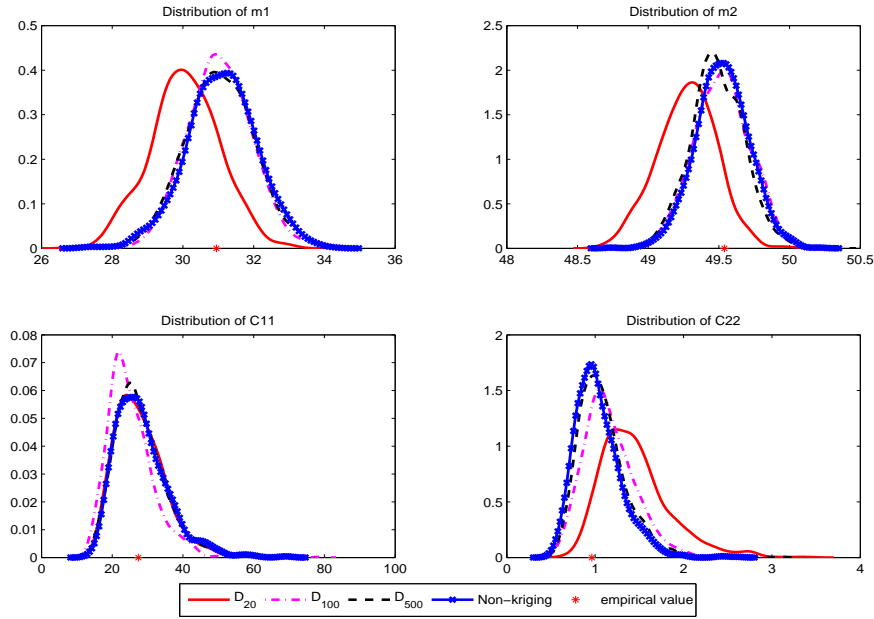 Distribution of m1
0.5
0.4
0.3
0.2
0.1
0
26 28 30 32 34 36
Distribution of m2
2.5
2
1.5
1
0.5
0
48 48.5 49 49.5 50 50.5
Distribution of C11
0.08
0.07
0.06
0.05
0.04
0.03
0.02
0.01
0
0 20 40 60 80 100
Distribution of C22
2
1.5
1
0.5
0
0 1 2 3 4
D20 D100 D500 Non-kriging empirical value